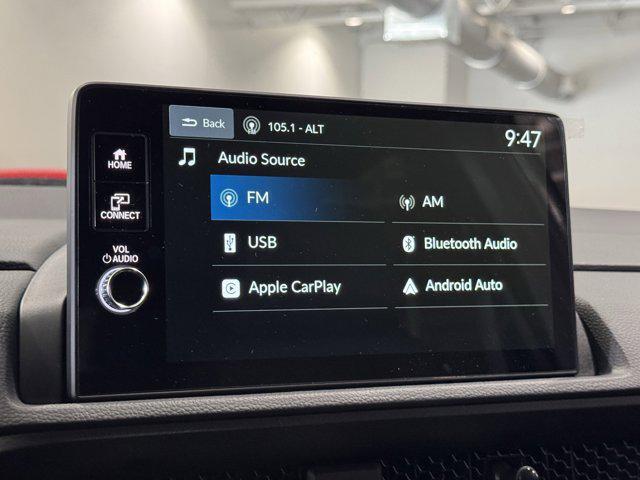 Back
105.1 - ALT
9:47
HOME
CONNECT
VOL
AUDIO
Audio Source
FM
AM
USB
Bluetooth Audio
Apple CarPlay
Android Auto